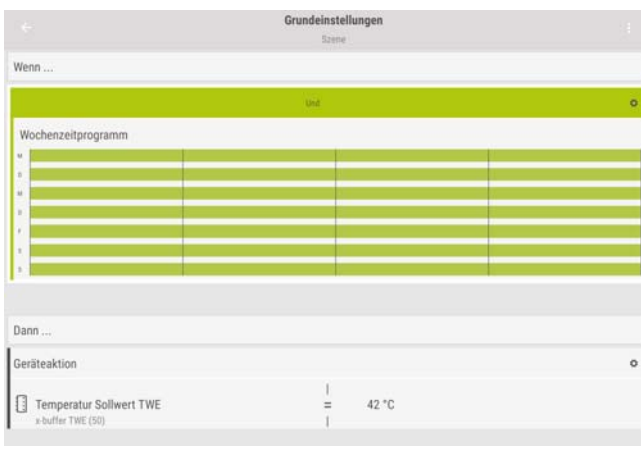 Grundeinstellungen
Szene
Wenn ...
Und
Wochenzeitprogramm
M
D
M
D
F
S
S
Dann ...
Geräteaktion
Temperatur Sollwert TWE = 42 °C
x-buffer TWE (50)